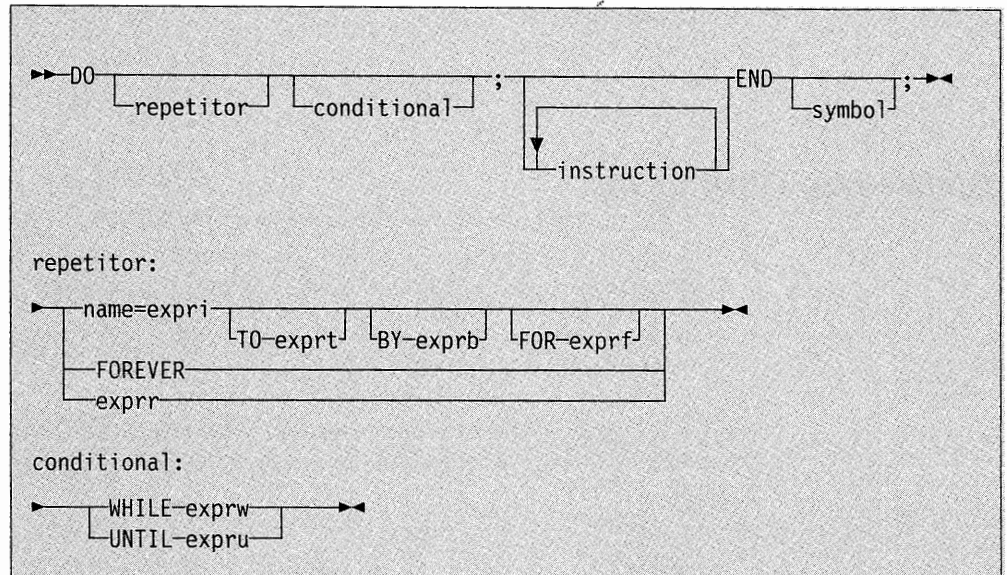 DO repetitor conditional ; instruction END symbol ;
repetitor:
name=expri TO exprt BY exprb FOR exprf
FOREVER
exprr
conditional:
WHILE exprw
UNTIL expru